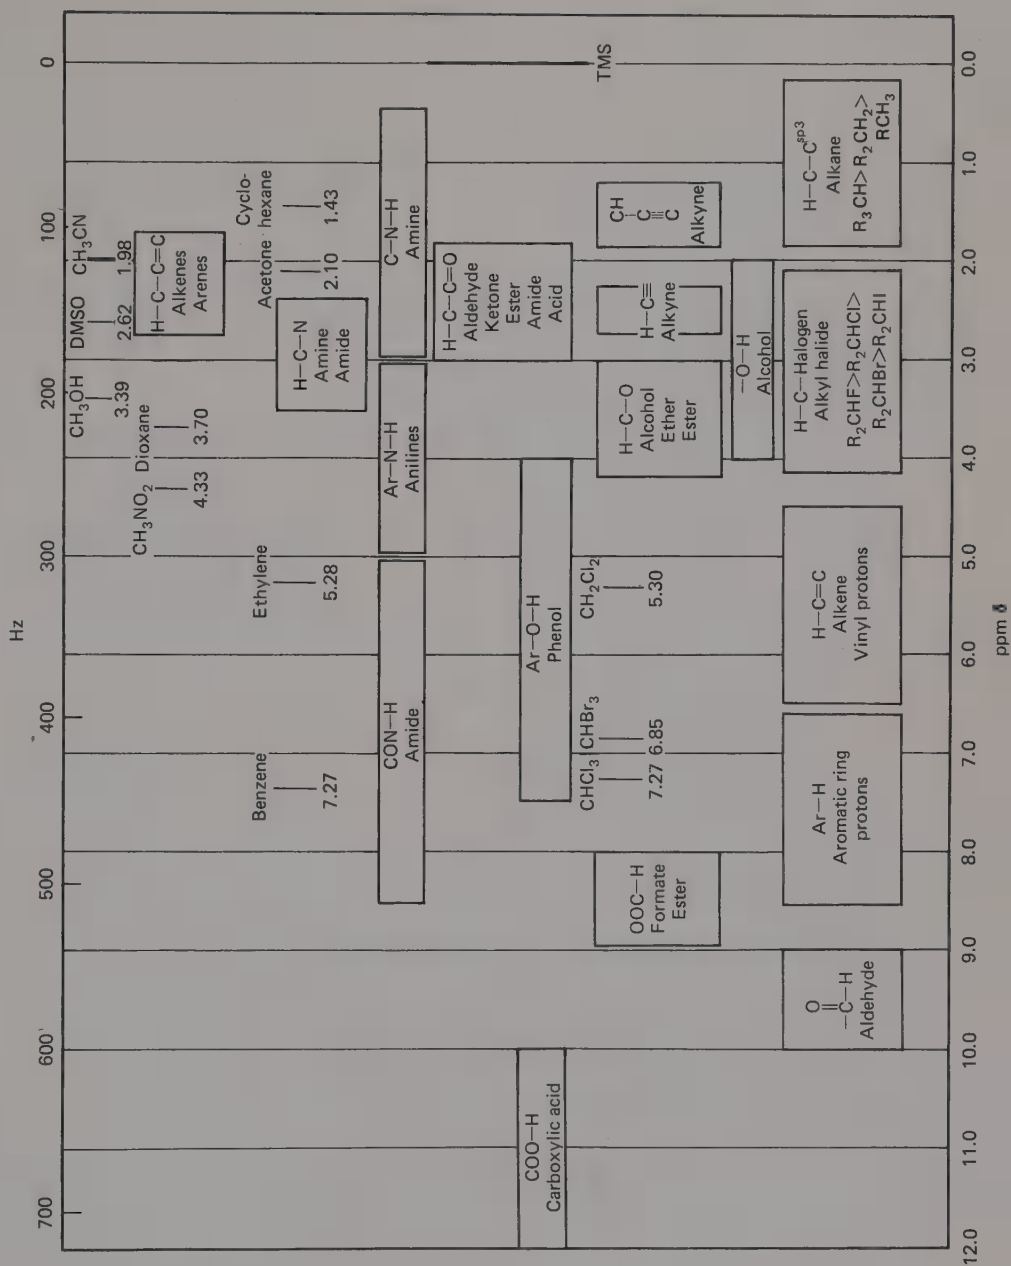 Hz
700 600 500 400 300 200 100 0
DMSO CH₃CN
2.62 1.98
CH₃OH
3.39
H−C−C=C
Alkenes
Arenes
CH₃NO₂ Dioxane
4.33 3.70
Benzene
7.27
Ethylene
5.28
Acetone
2.10
Cyclo-
hexane
1.43
H−C−N
Amine
Amide
CON−H
Amide
Ar−N−H
Anilines
C−N−H
Amine
H−C−C=O
Aldehyde
Ketone
Ester
Amide
Acid
COO−H
Carboxylic acid
Ar−O−H
Phenol
TMS
CHCl₃ CHBr₃
7.27 6.85
CH₂Cl₂
5.30
OOC−H
Formate
Ester
H−C−O
Alcohol
Ether
Ester
H−C≡
Alkyne
CH
C≡C
Alkyne
−O−H
Alcohol
O
−C−H
Aldehyde
Ar−H
Aromatic ring
protons
H−C=C
Alkene
Vinyl protons
H−C−Halogen
Alkyl halide
R₂CHF>R₂CHCl>
R₂CHBr>R₂CHI
H−C−C sp3
Alkane
R₃CH>R₂CH₂>
RCH₃
12.0 11.0 10.0 9.0 8.0 7.0 6.0 5.0 4.0 3.0 2.0 1.0 0.0
ppm δ